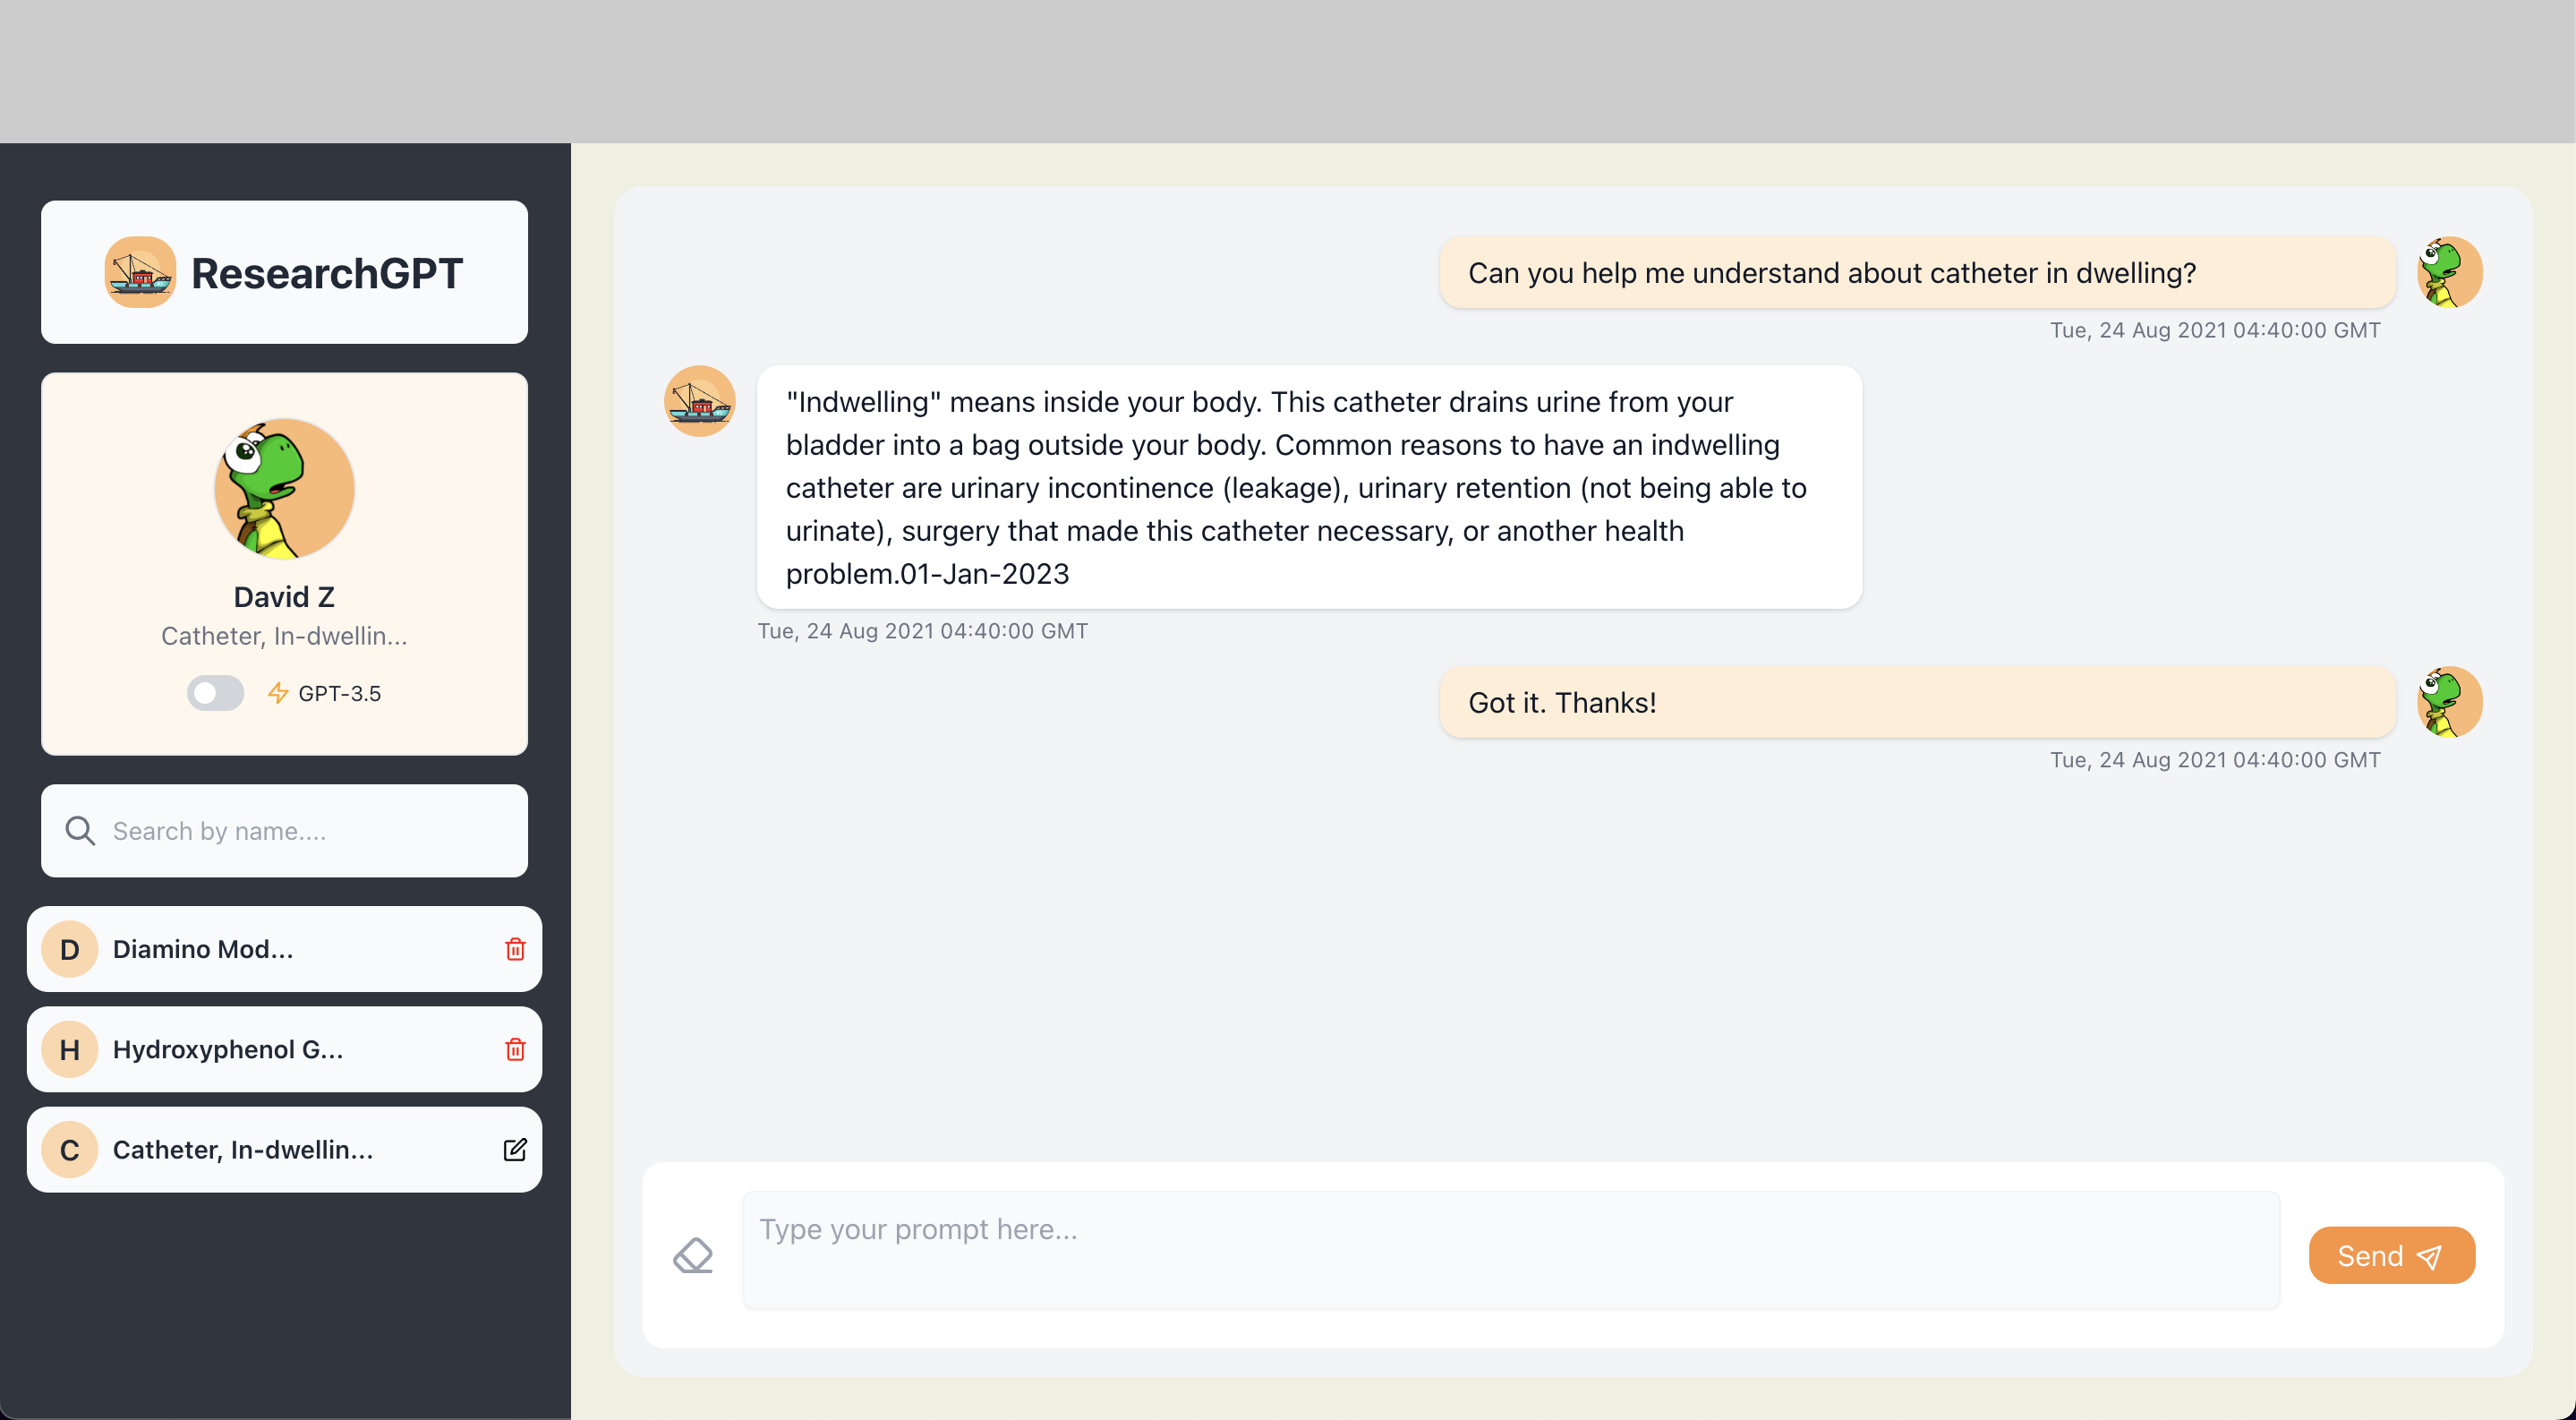 ResearchGPT
David Z
Catheter, In-dwellin...
GPT-3.5
Search by name....
D
Diamino Mod...
H
Hydroxyphenol G...
C
Catheter, In-dwellin...
Can you help me understand about catheter in dwelling?
Tue, 24 Aug 2021 04:40:00 GMT
"Indwelling" means inside your body. This catheter drains urine from your
bladder into a bag outside your body. Common reasons to have an indwelling
catheter are urinary incontinence (leakage), urinary retention (not being able to
urinate), surgery that made this catheter necessary, or another health
problem.01-Jan-2023
Tue, 24 Aug 2021 04:40:00 GMT
Got it. Thanks!
Tue, 24 Aug 2021 04:40:00 GMT
Type your prompt here...
Send